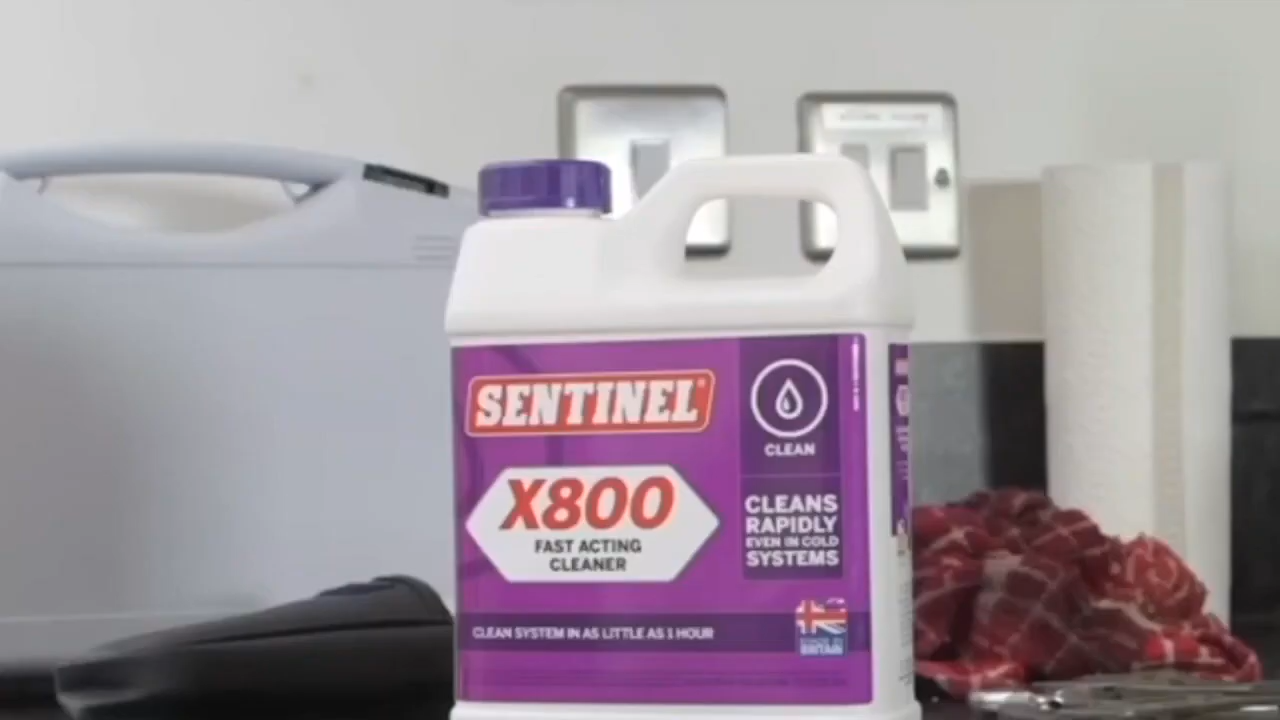 SENTINEL
X800
FAST ACTING
CLEANER
CLEAN
CLEANS
RAPIDLY
EVEN IN COLD
SYSTEMS
CLEAN SYSTEM IN AS LITTLE AS 1 HOUR
BRITAIN